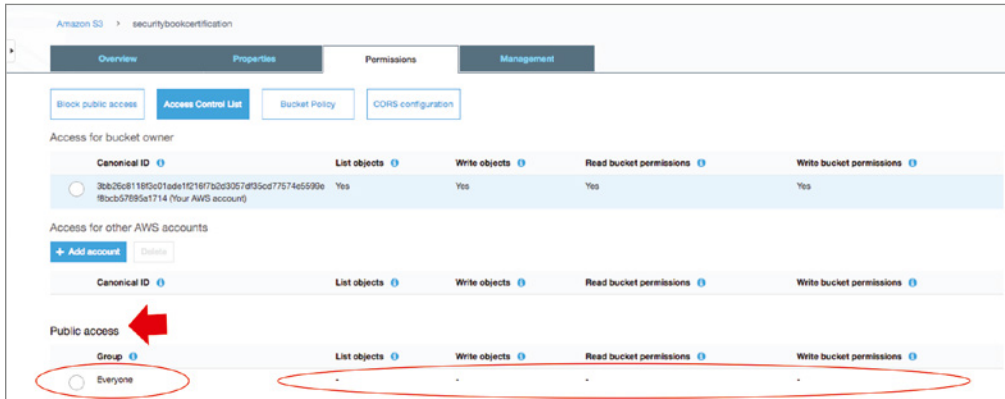 Amazon S3 > securitybookcertification
Overview Properties Permissions Management
Block public access Access Control List Bucket Policy CORS configuration
Access for bucket owner
Canonical ID List objects Write objects Read bucket permissions Write bucket permissions
3bb26c8118f3c01ade1f216f7b2d3057df35cd77574e5599e Yes Yes Yes Yes
f8bcb57695a1714 (Your AWS account)
Access for other AWS accounts
+ Add account Delete
Canonical ID List objects Write objects Read bucket permissions Write bucket permissions
Public access
Group List objects Write objects Read bucket permissions Write bucket permissions
Everyone - - - -